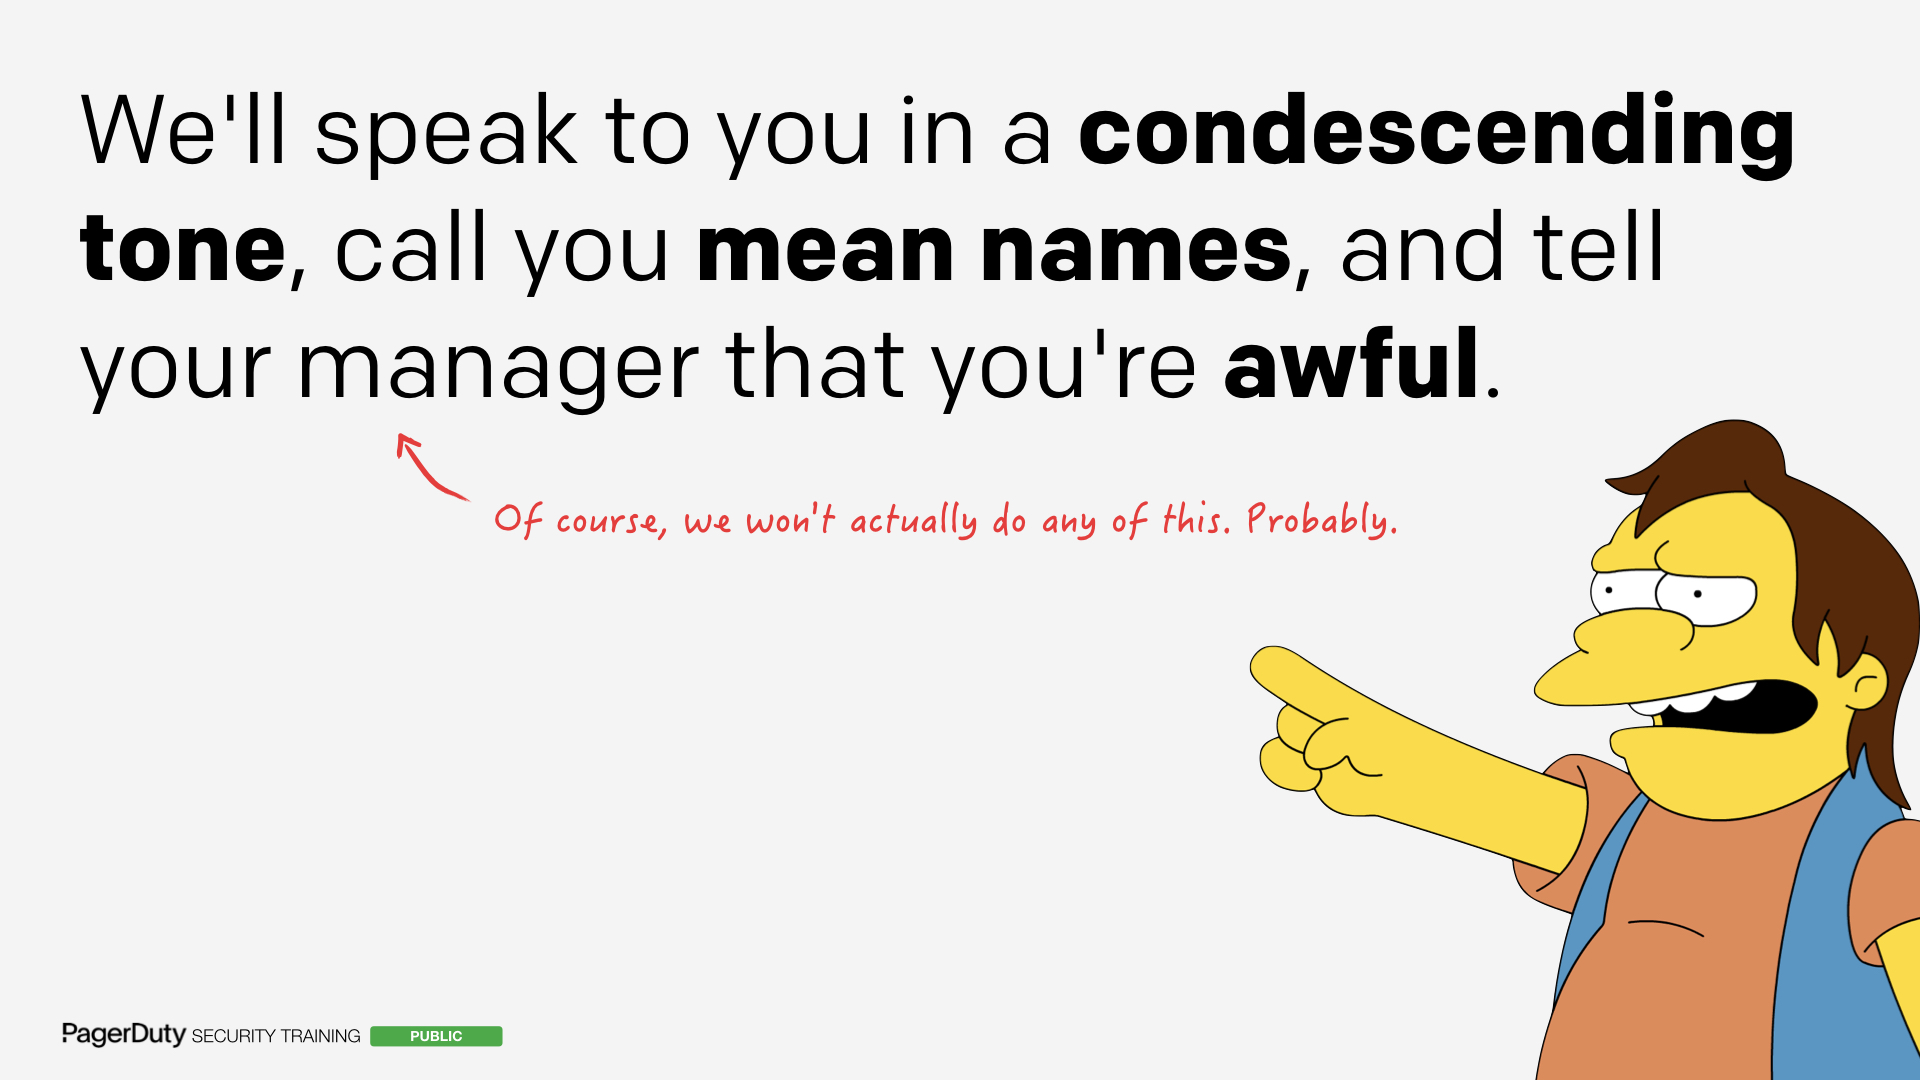 We'll speak to you in a condescending
tone, call you mean names, and tell
your manager that you're awful.
Of course, we won't actually do any of this. Probably.
PagerDuty SECURITY TRAINING PUBLIC